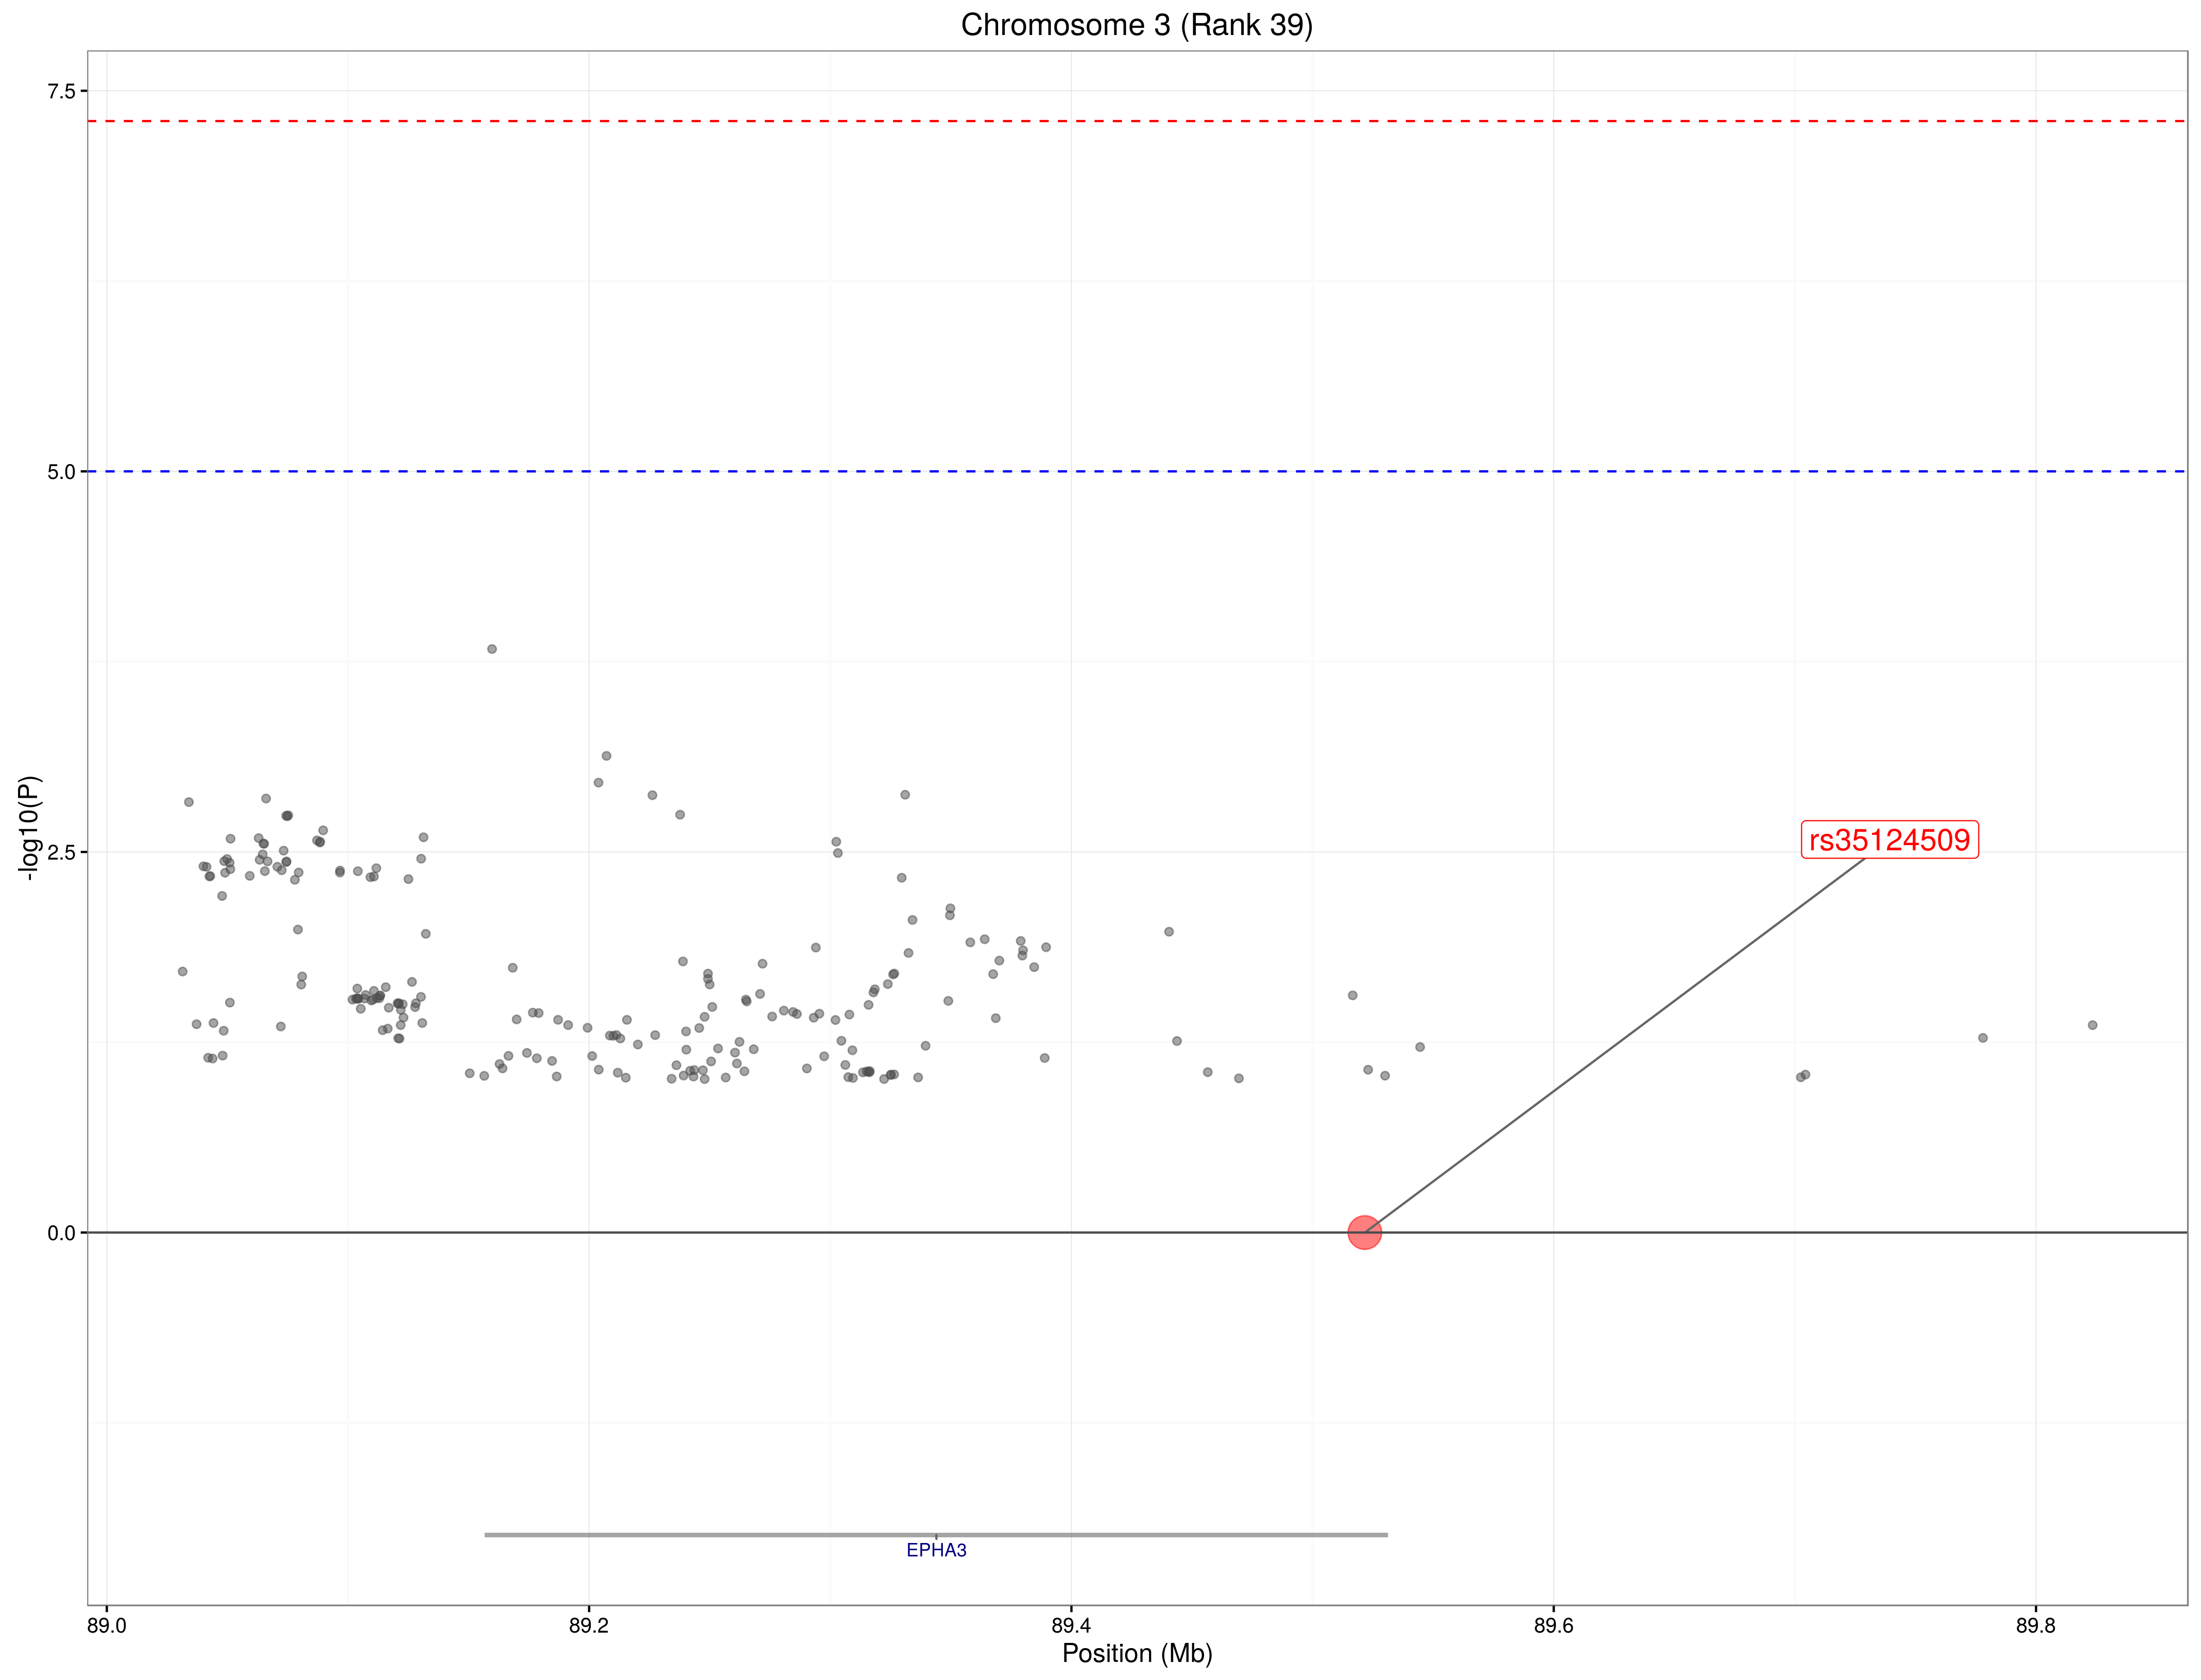 Chromosome 3 (Rank 39)
7.5
5.0
2.5
0.0
-log10(P)
rs35124509
EPHA3
89.0
89.2
89.4
89.6
89.8
Position (Mb)